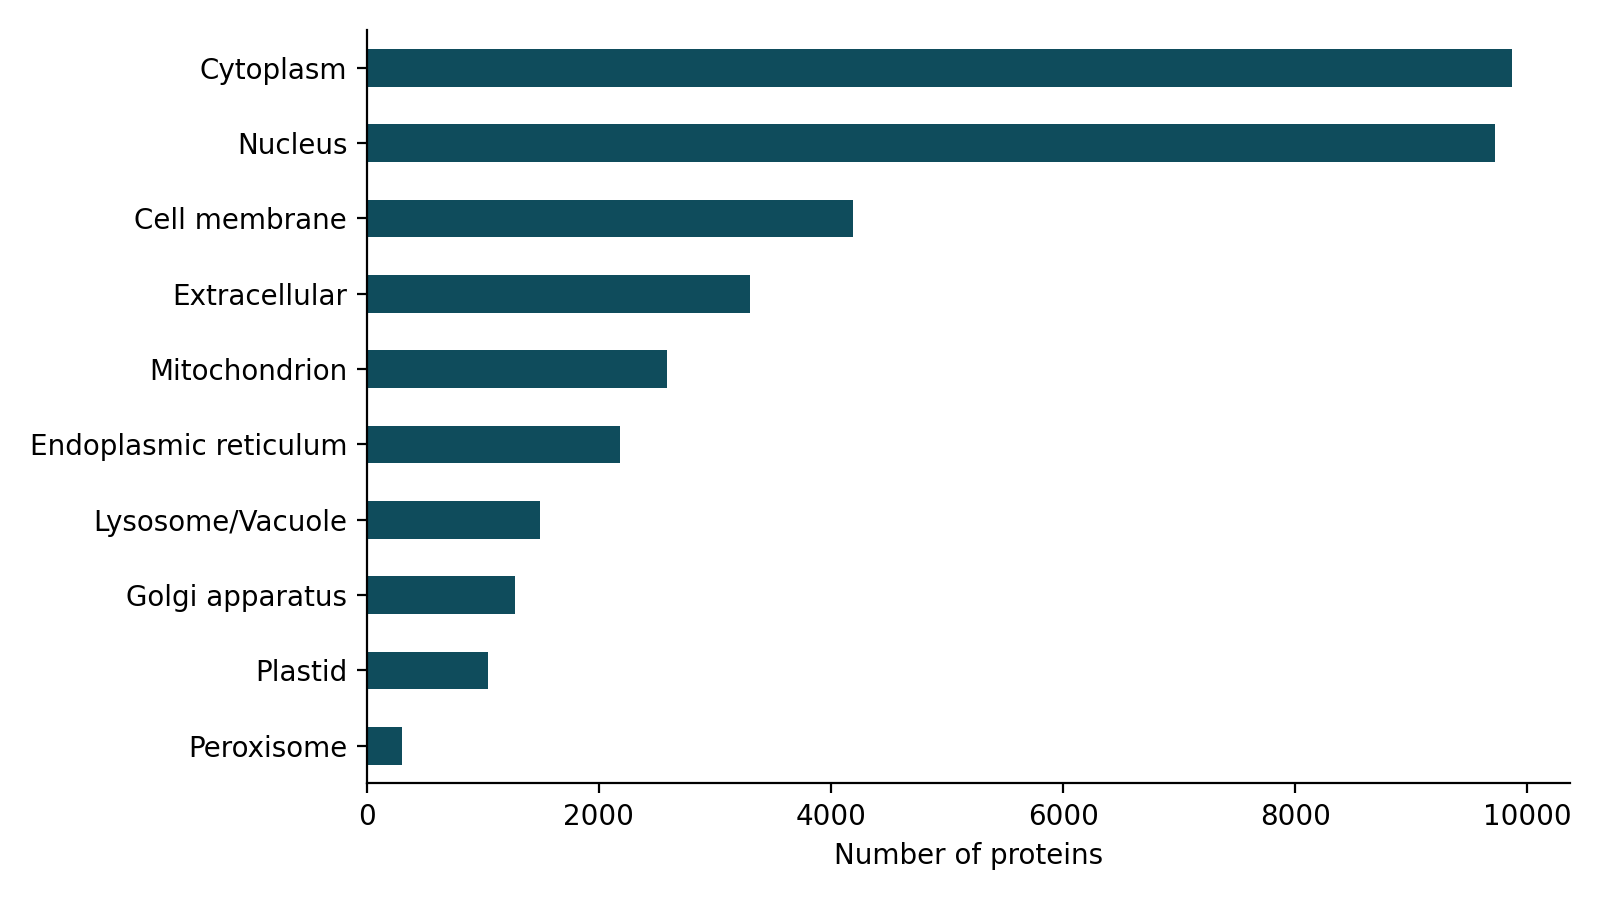 Cytoplasm
Nucleus
Cell membrane
Extracellular
Mitochondrion
Endoplasmic reticulum
Lysosome/Vacuole
Golgi apparatus
Plastid
Peroxisome
0 2000 4000 6000 8000 10000
Number of proteins